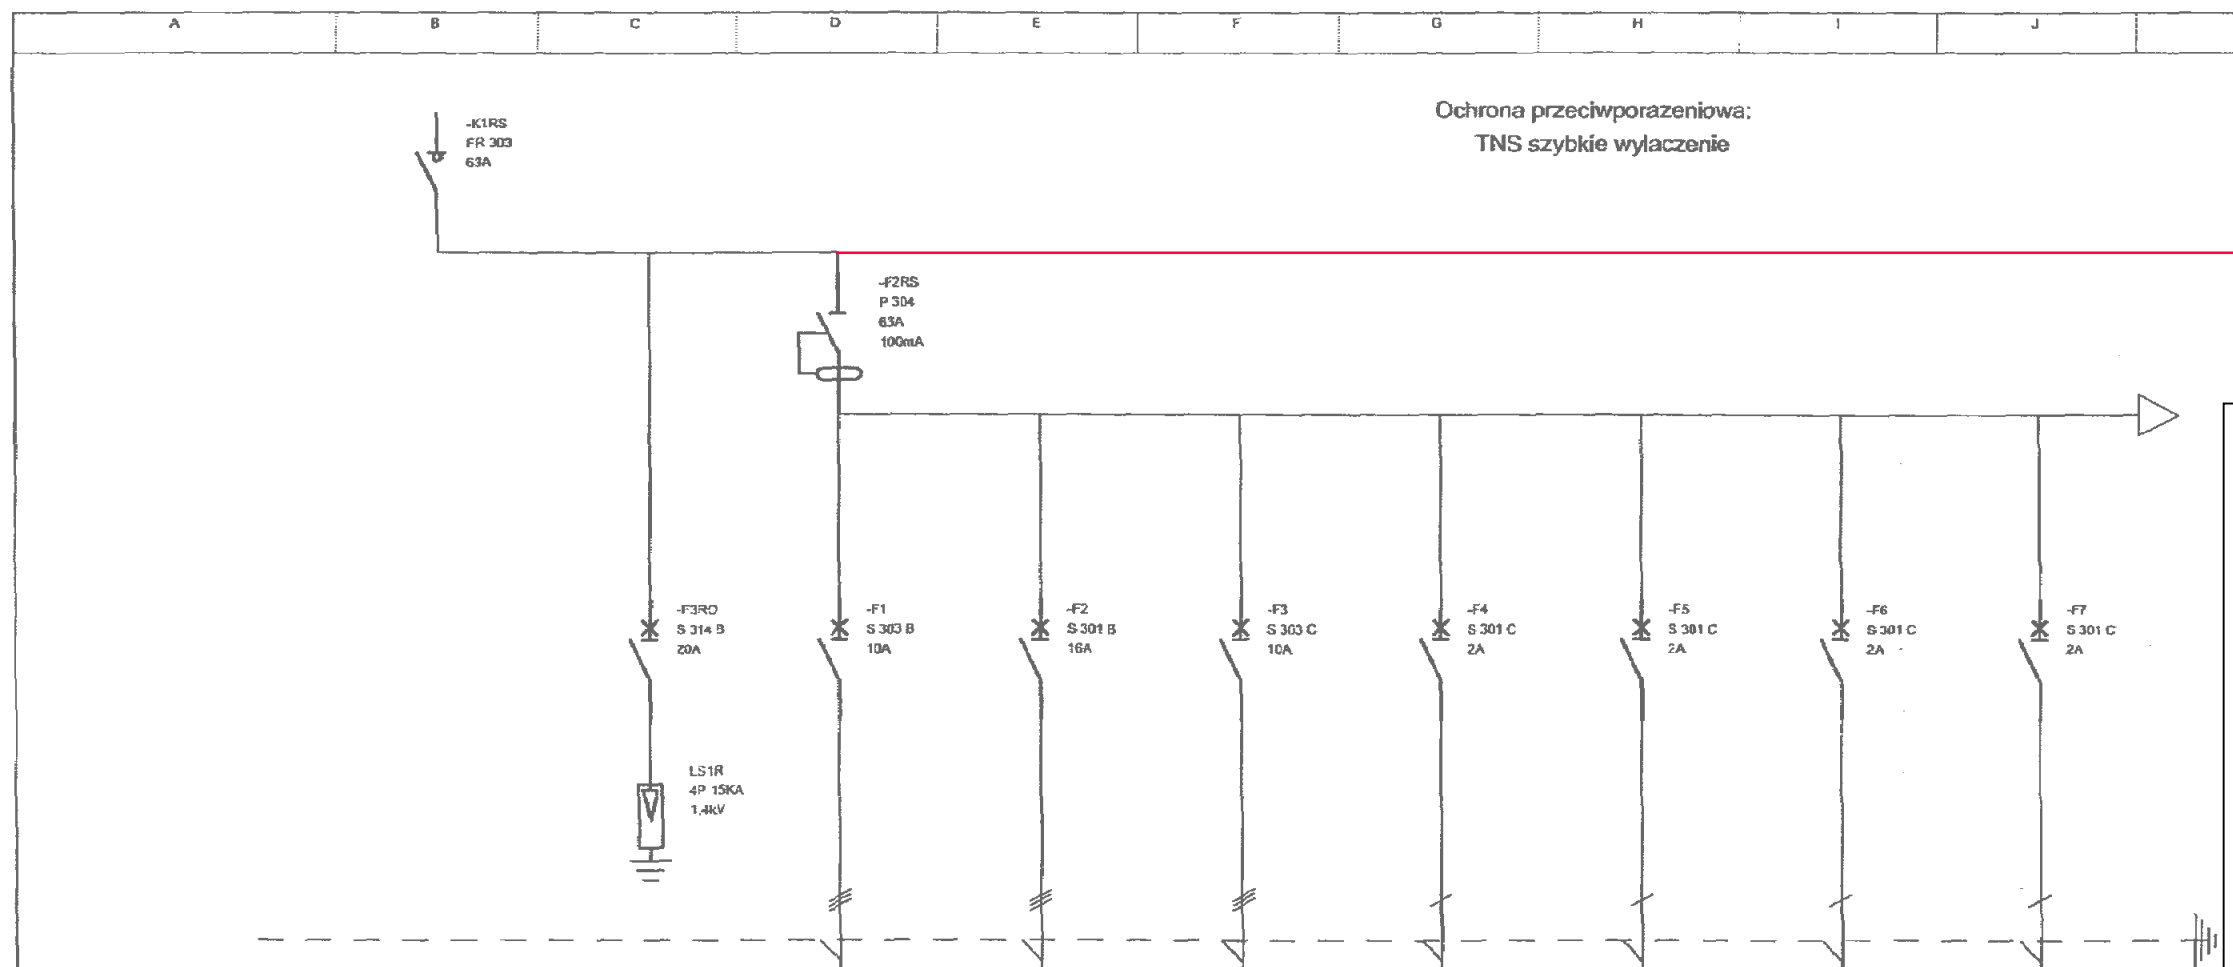 A B C D E F G H I J
Ochrona przeciwporazeniowa:
TNS szybkie wylaczenie
-K1RS
FR 303
63A
-F2RS
P 304
63A
100mA
-F3RD
S 314 B
20A
-F1
S 303 B
10A
-F2
S 301 B
16A
-F3
S 303 C
10A
-F4
S 301 C
2A
-F5
S 301 C
2A
-F6
S 301 C
2A
-F7
S 301 C
2A
LS1R
4P 15KA
1,4kV